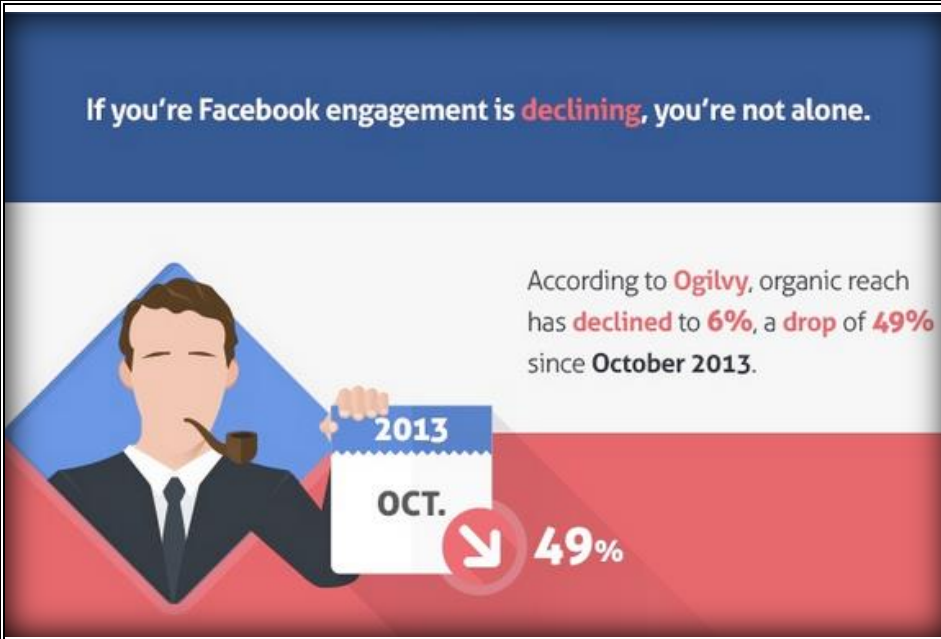 If you're Facebook engagement is declining, you're not alone.
According to Ogilvy, organic reach
has declined to 6%, a drop of 49%
since October 2013.
2013
OCT.
49%